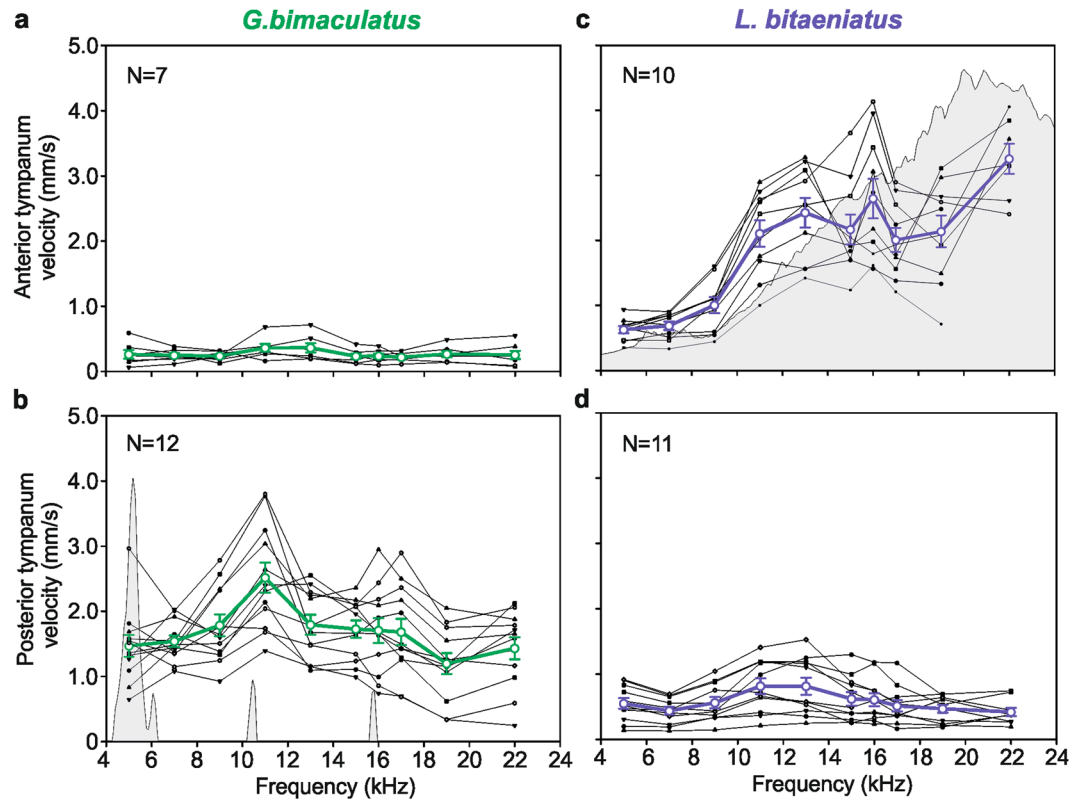 a
G.bimaculatus
N=7
Anterior tympanum
velocity (mm/s)
5.0
4.0
3.0
2.0
1.0
0
c
L. bitaeniatus
N=10
b
N=12
Posterior tympanum
velocity (mm/s)
5.0
4.0
3.0
2.0
1.0
0
4 6 8 10 12 14 16 18 20 22 24
Frequency (kHz)
d
N=11
4 6 8 10 12 14 16 18 20 22 24
Frequency (kHz)